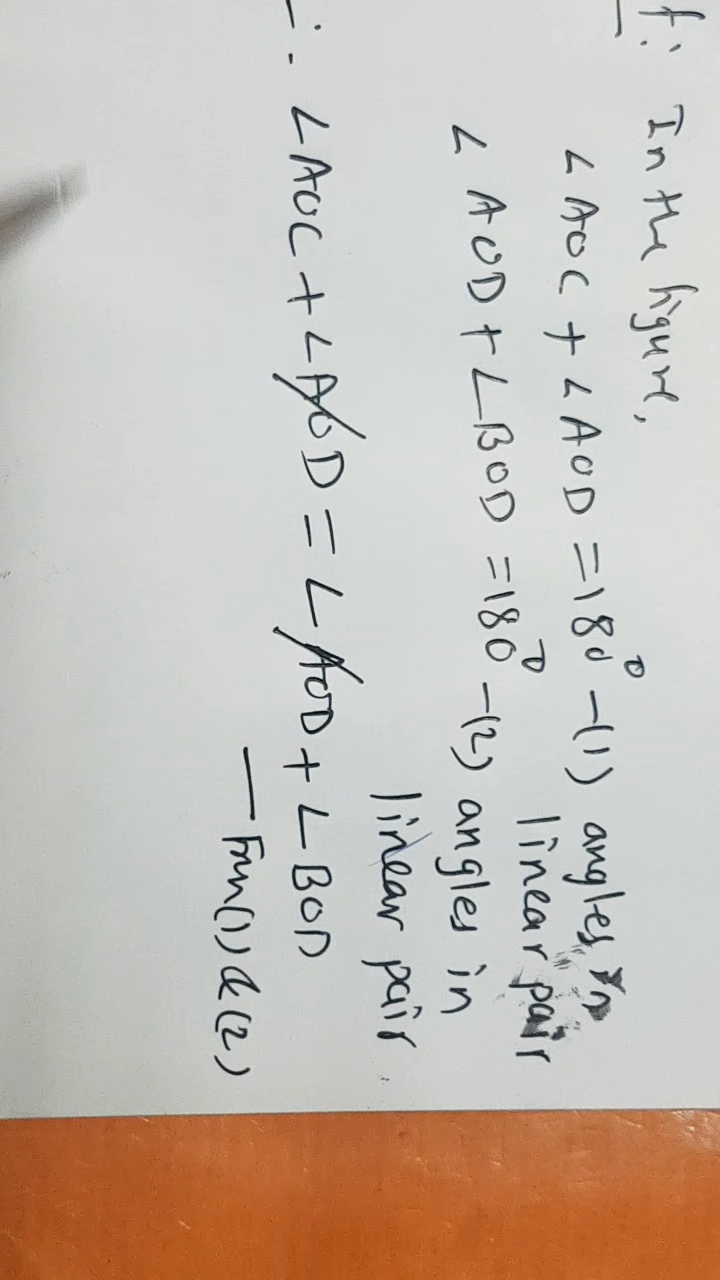 f:
In the figure,
∠AOC + ∠AOD = 180° -(1) angles in
linear pair
∠AOD + ∠BOD = 180° -(2) angles in
linear pair
∴ ∠AOC + ∠AOD = ∠AOD + ∠BOD
— From (1) & (2)